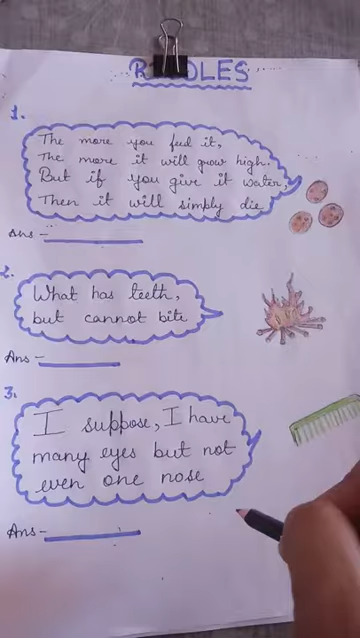 RIDDLES
1.
The more you feed it,
The more it will grow high.
But if you give it water,
Then it will simply die
Ans -
2.
What has teeth,
but cannot bite
Ans -
3.
I suppose, I have
many eyes but not
even one nose
Ans -